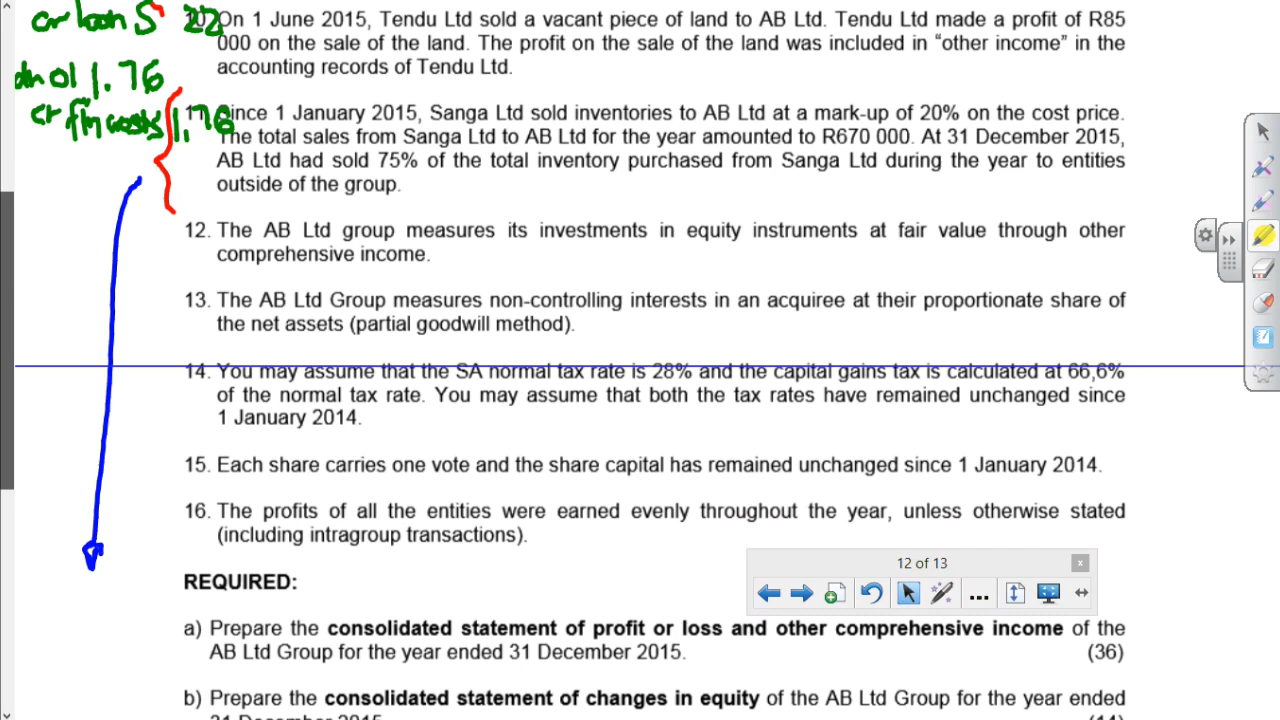 cr loan S 22
10. On 1 June 2015, Tendu Ltd sold a vacant piece of land to AB Ltd. Tendu Ltd made a profit of R85
000 on the sale of the land. The profit on the sale of the land was included in “other income” in the
accounting records of Tendu Ltd.
1.76
cr fin costs 1.76
11. Since 1 January 2015, Sanga Ltd sold inventories to AB Ltd at a mark-up of 20% on the cost price.
The total sales from Sanga Ltd to AB Ltd for the year amounted to R670 000. At 31 December 2015,
AB Ltd had sold 75% of the total inventory purchased from Sanga Ltd during the year to entities
outside of the group.
12. The AB Ltd group measures its investments in equity instruments at fair value through other
comprehensive income.
13. The AB Ltd Group measures non-controlling interests in an acquiree at their proportionate share of
the net assets (partial goodwill method).
14. You may assume that the SA normal tax rate is 28% and the capital gains tax is calculated at 66,6%
of the normal tax rate. You may assume that both the tax rates have remained unchanged since
1 January 2014.
15. Each share carries one vote and the share capital has remained unchanged since 1 January 2014.
16. The profits of all the entities were earned evenly throughout the year, unless otherwise stated
(including intragroup transactions).
12 of 13
REQUIRED:
a) Prepare the consolidated statement of profit or loss and other comprehensive income of the
AB Ltd Group for the year ended 31 December 2015. (36)
b) Prepare the consolidated statement of changes in equity of the AB Ltd Group for the year ended
31 December 2015. (14)